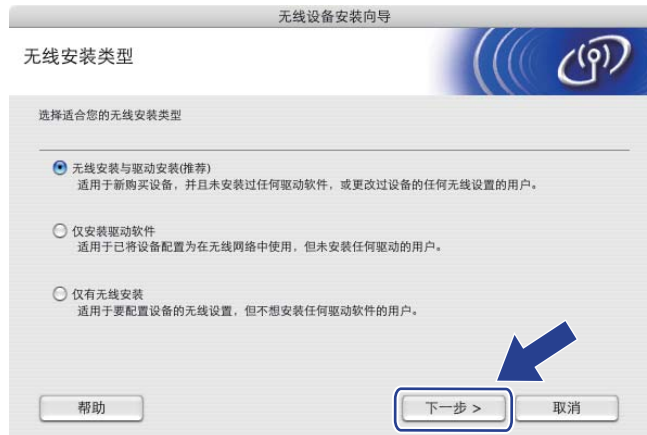 无线设备安装向导
无线安装类型
选择适合您的无线安装类型
无线安装与驱动安装(推荐)
适用于新购买设备，并且未安装过任何驱动软件，或更改过设备的任何无线设置的用户。
仅安装驱动软件
适用于已将设备配置为在无线网络中使用，但未安装任何驱动的用户。
仅有无线安装
适用于要配置设备的无线设置，但不想安装任何驱动软件的用户。
帮助
下一步 >
取消